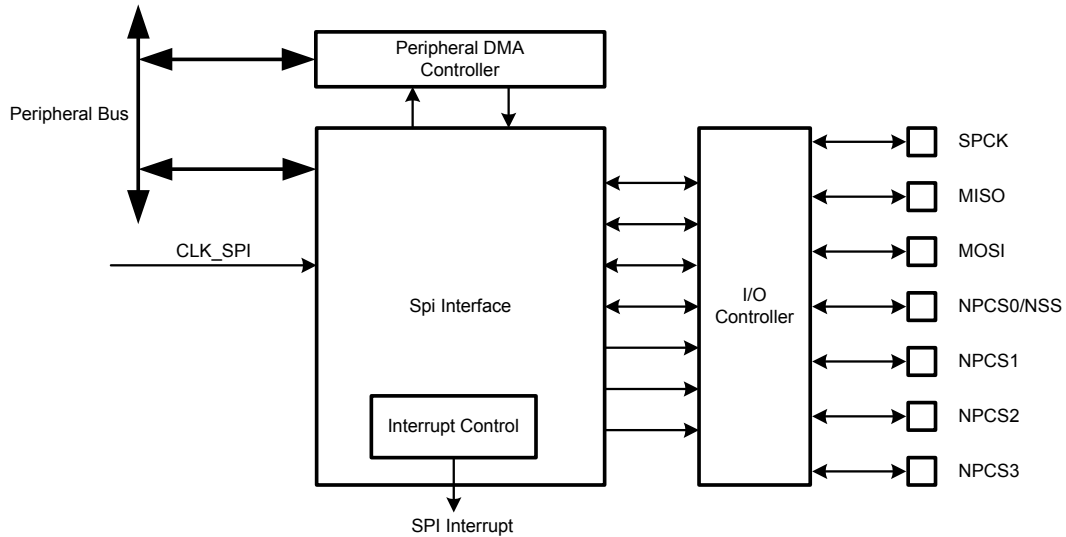 Peripheral DMA
Controller
Peripheral Bus
CLK_SPI
Spi Interface
Interrupt Control
SPI Interrupt
I/O
Controller
SPCK
MISO
MOSI
NPCS0/NSS
NPCS1
NPCS2
NPCS3